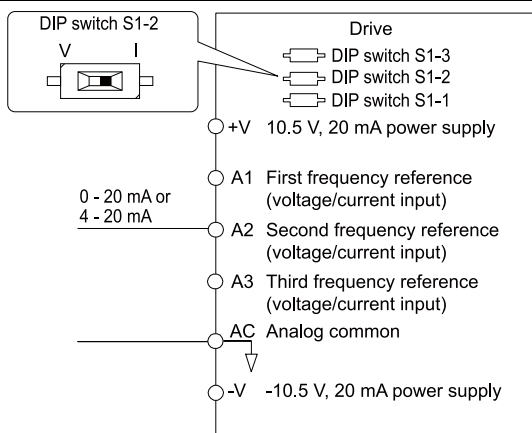 DIP switch S1-2
V I
Drive
DIP switch S1-3
DIP switch S1-2
DIP switch S1-1
+V 10.5 V, 20 mA power supply
A1 First frequency reference
(voltage/current input)
0 - 20 mA or
4 - 20 mA
A2 Second frequency reference
(voltage/current input)
A3 Third frequency reference
(voltage/current input)
AC Analog common
-V -10.5 V, 20 mA power supply